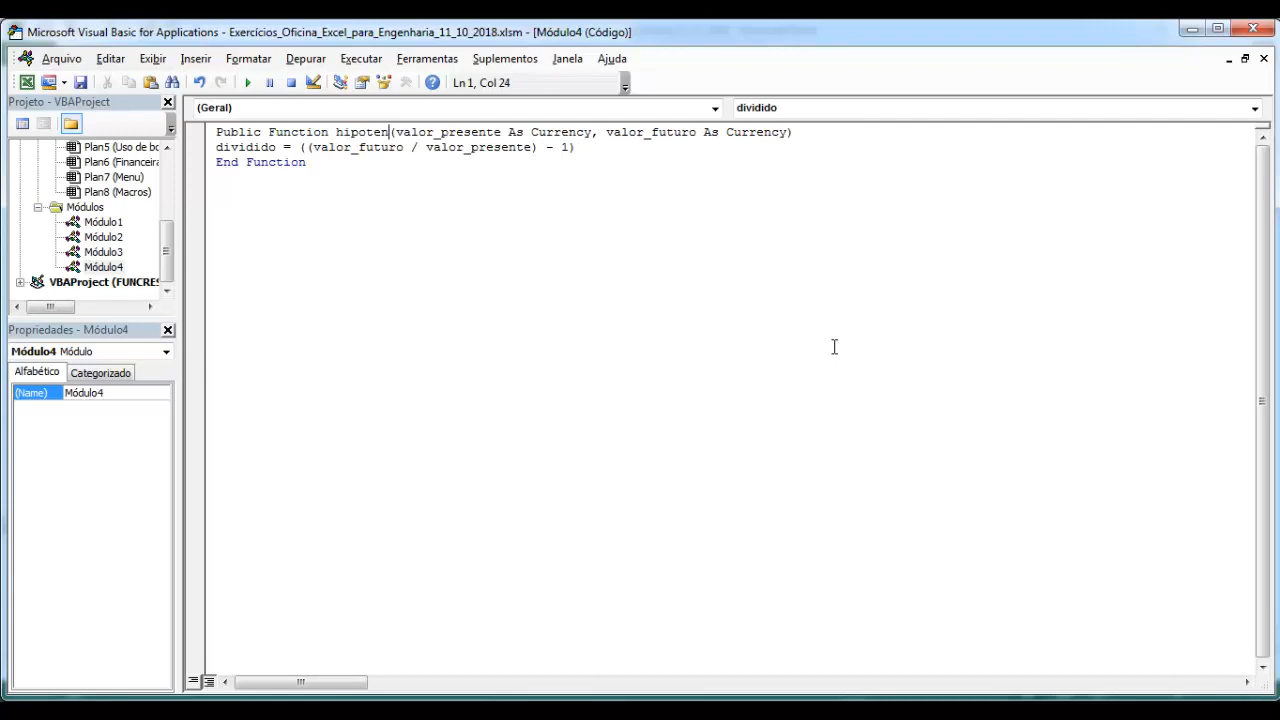 Microsoft Visual Basic for Applications - Exercícios_Oficina_Excel_para_Engenharia_11_10_2018.xlsm - [Módulo4 (Código)]
Arquivo Editar Exibir Inserir Formatar Depurar Executar Ferramentas Suplementos Janela Ajuda
Ln 1, Col 24
Projeto - VBAProject
(Geral)
dividido
Public Function hipoten(valor_presente As Currency, valor_futuro As Currency)
dividido = ((valor_futuro / valor_presente) - 1)
End Function
Plan5 (Uso de bo
Plan6 (Financeira
Plan7 (Menu)
Plan8 (Macros)
Módulos
Módulo1
Módulo2
Módulo3
Módulo4
VBAProject (FUNCRES
Propriedades - Módulo4
Módulo4 Módulo
Alfabético Categorizado
(Name) Módulo4